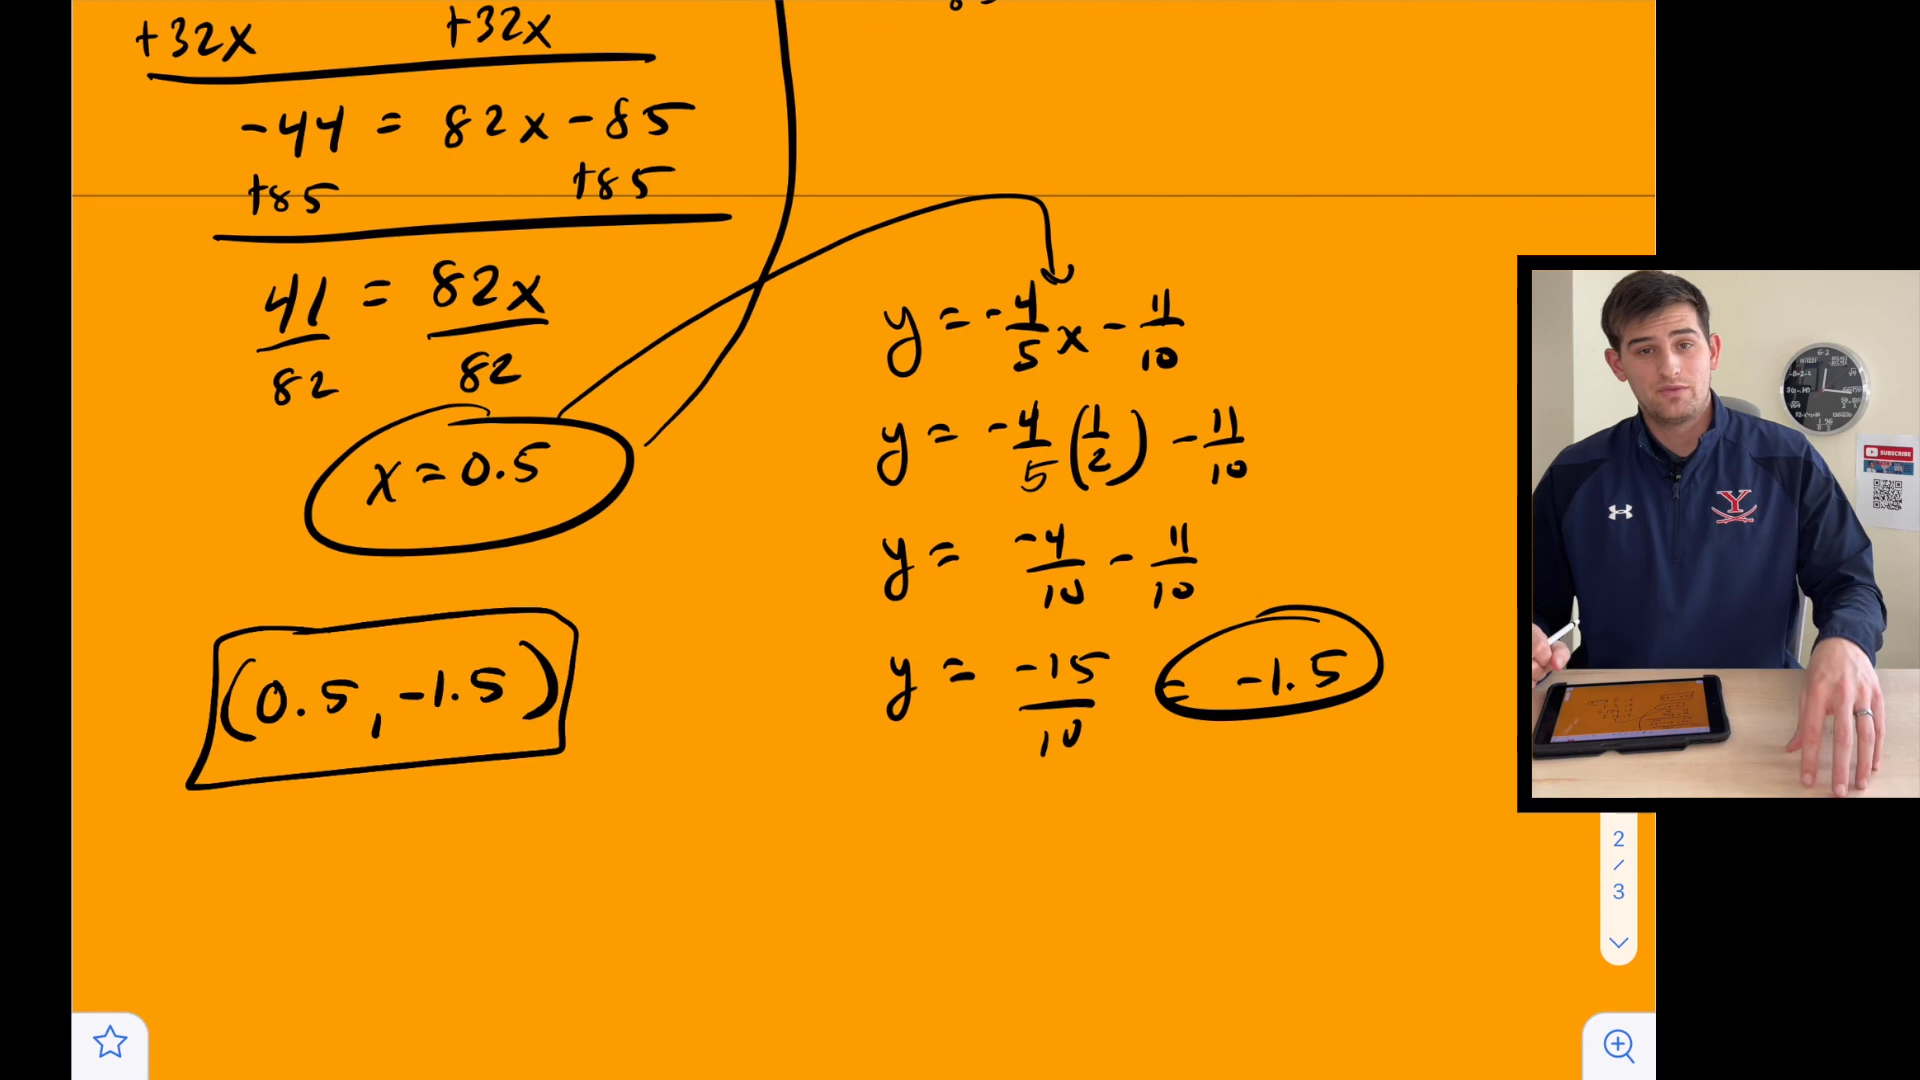 +32x +32x
-44 = 82x - 85
+85 +85
41/82 = 82x/82
x = 0.5
(0.5, -1.5)
y = -4/5 x - 11/10
y = -4/5 (1/2) - 11/10
y = -4/10 - 11/10
y = -15/10 = -1.5
Y
SUBSCRIBE
2
/
3